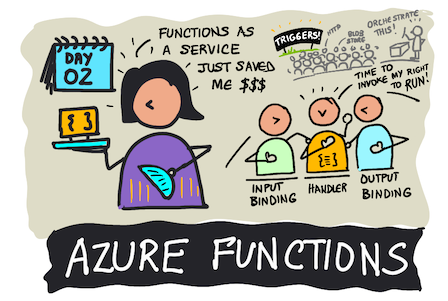 DAY
02
FUNCTIONS AS
A SERVICE
JUST SAVED
ME $$$
{ }
TRIGGERS!
HTTP
BLOB
STORE
ORCHESTRATE
THIS!
TIME TO
INVOKE MY RIGHT
TO RUN!
INPUT
BINDING
HANDLER
OUTPUT
BINDING
AZURE FUNCTIONS